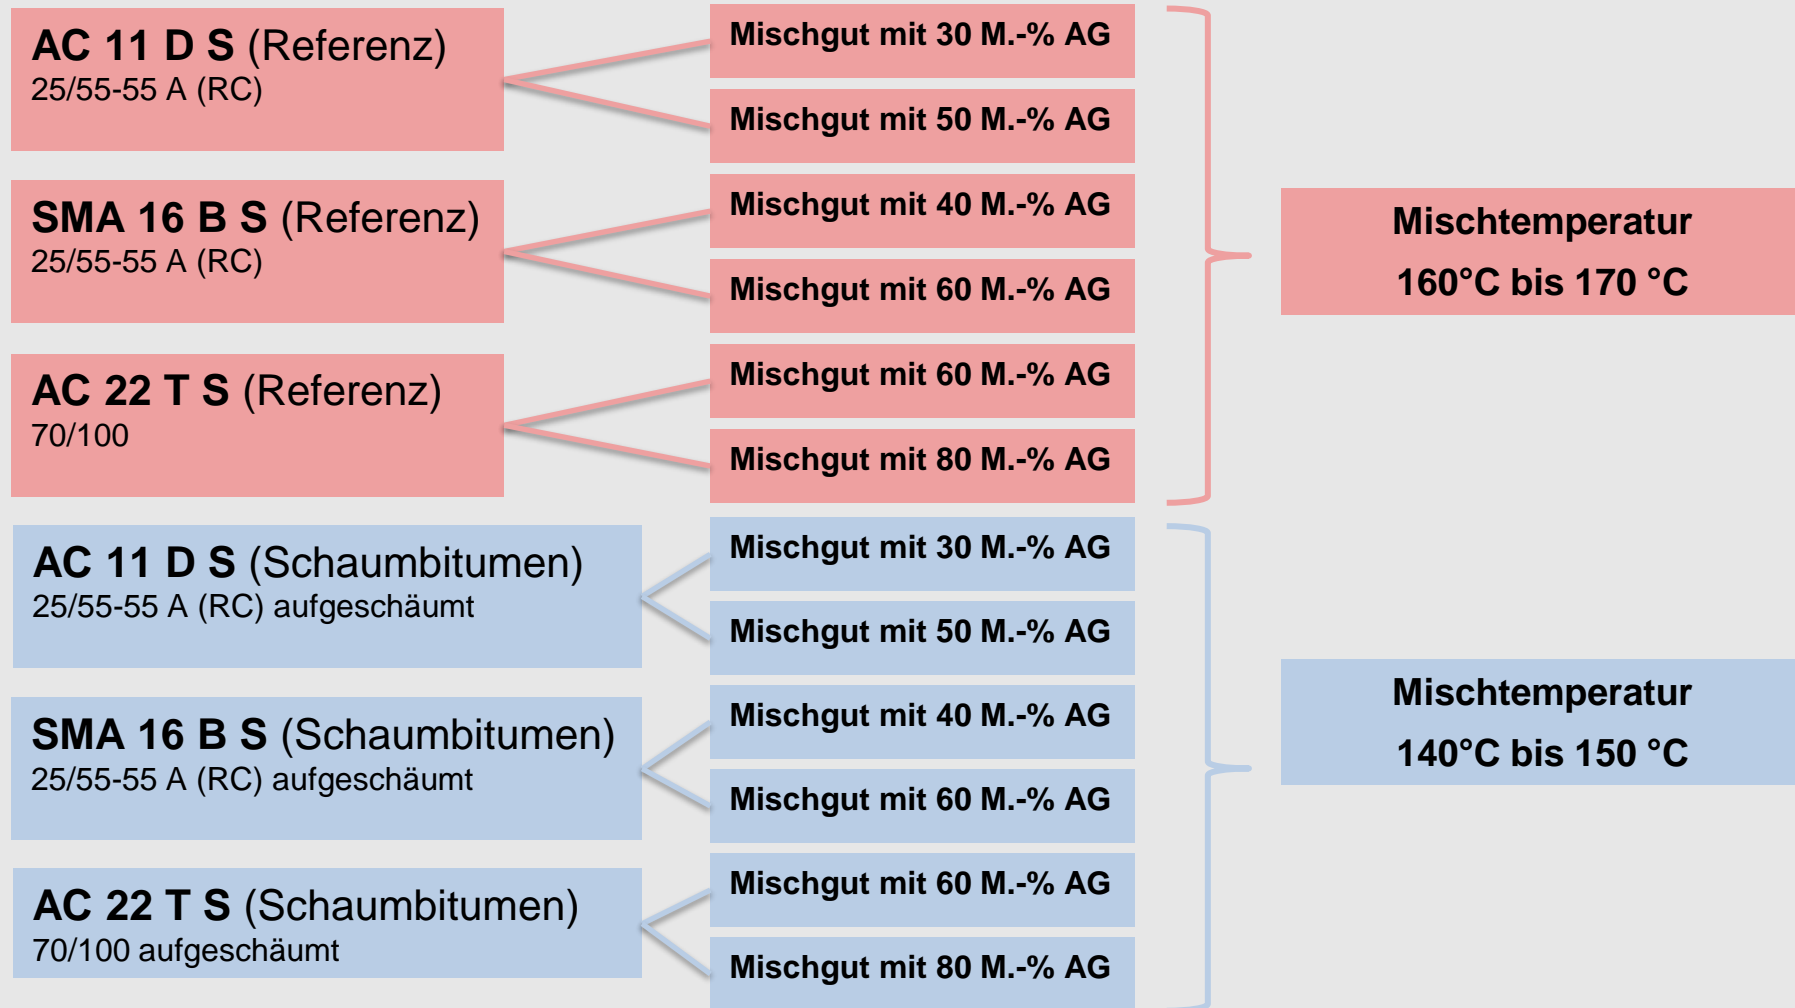 AC 11 D S (Referenz)
25/55-55 A (RC)
Mischgut mit 30 M.-% AG
Mischgut mit 50 M.-% AG
SMA 16 B S (Referenz)
25/55-55 A (RC)
Mischgut mit 40 M.-% AG
Mischgut mit 60 M.-% AG
AC 22 T S (Referenz)
70/100
Mischgut mit 60 M.-% AG
Mischgut mit 80 M.-% AG
Mischtemperatur
160°C bis 170 °C
AC 11 D S (Schaumbitumen)
25/55-55 A (RC) aufgeschäumt
Mischgut mit 30 M.-% AG
Mischgut mit 50 M.-% AG
SMA 16 B S (Schaumbitumen)
25/55-55 A (RC) aufgeschäumt
Mischgut mit 40 M.-% AG
Mischgut mit 60 M.-% AG
AC 22 T S (Schaumbitumen)
70/100 aufgeschäumt
Mischgut mit 60 M.-% AG
Mischgut mit 80 M.-% AG
Mischtemperatur
140°C bis 150 °C